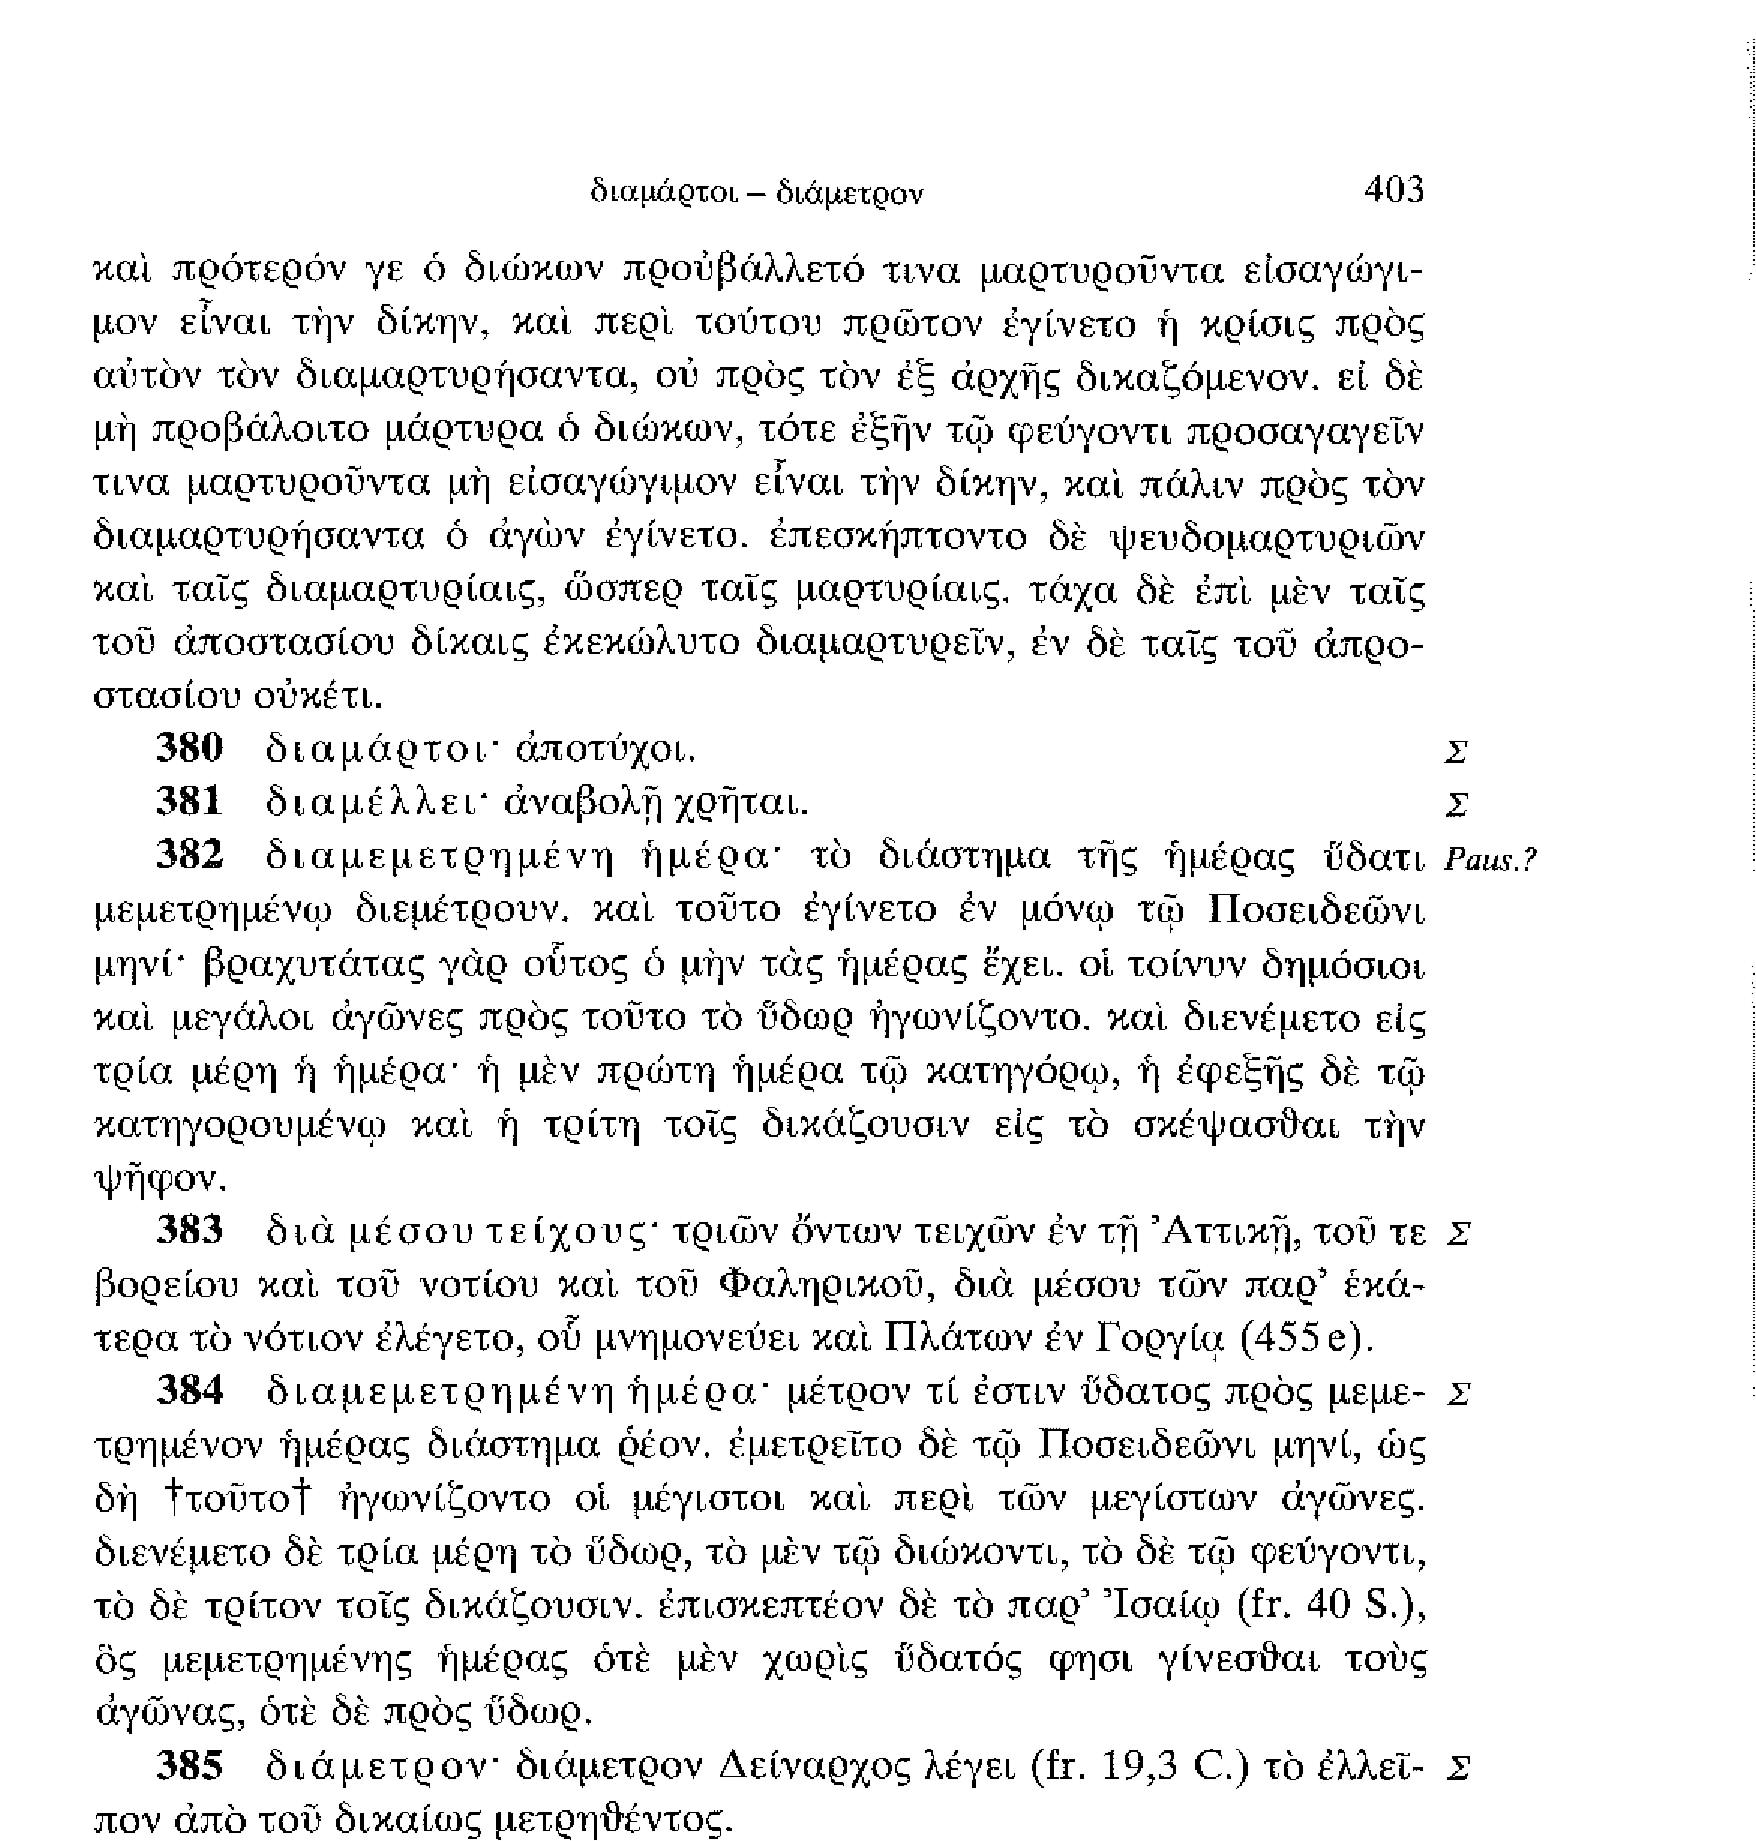 διαμάρτοι – διάμετρον 403
καὶ πρότερόν γε ὁ διώκων προὐβάλλετό τινα μαρτυροῦντα εἰσαγώγι-
μον εἶναι τὴν δίκην, καὶ περὶ τούτου πρῶτον ἐγίνετο ἡ κρίσις πρὸς
αὐτὸν τὸν διαμαρτυρήσαντα, οὐ πρὸς τὸν ἐξ ἀρχῆς δικαζόμενον. εἰ δὲ
μὴ προβάλοιτο μάρτυρα ὁ διώκων, τότε ἐξῆν τῷ φεύγοντι προσαγαγεῖν
τινα μαρτυροῦντα μὴ εἰσαγώγιμον εἶναι τὴν δίκην, καὶ πάλιν πρὸς τὸν
διαμαρτυρήσαντα ὁ ἀγὼν ἐγίνετο. ἐπεσκήπτοντο δὲ ψευδομαρτυριῶν
καὶ ταῖς διαμαρτυρίαις, ὥσπερ ταῖς μαρτυρίαις. τάχα δὲ ἐπὶ μὲν ταῖς
τοῦ ἀποστασίου δίκαις ἐκεκώλυτο διαμαρτυρεῖν, ἐν δὲ ταῖς τοῦ ἀπρο-
στασίου οὐκέτι.
380 διαμάρτοι· ἀποτύχοι. Σ
381 διαμέλλει· ἀναβολῇ χρῆται. Σ
382 διαμεμετρημένη ἡμέρα· τὸ διάστημα τῆς ἡμέρας ὕδατι Paus.?
μεμετρημένῳ διεμέτρουν. καὶ τοῦτο ἐγίνετο ἐν μόνῳ τῷ Ποσειδεῶνι
μηνί· βραχυτάτας γὰρ οὗτος ὁ μὴν τὰς ἡμέρας ἔχει. οἱ τοίνυν δημόσιοι
καὶ μεγάλοι ἀγῶνες πρὸς τοῦτο τὸ ὕδωρ ἠγωνίζοντο. καὶ διενέμετο εἰς
τρία μέρη ἡ ἡμέρα· ἡ μὲν πρώτη ἡμέρα τῷ κατηγόρῳ, ἡ ἐφεξῆς δὲ τῷ
κατηγορουμένῳ καὶ ἡ τρίτη τοῖς δικάζουσιν εἰς τὸ σκέψασθαι τὴν
ψῆφον.
383 διὰ μέσου τείχους· τριῶν ὄντων τειχῶν ἐν τῇ Ἀττικῇ, τοῦ τε Σ
βορείου καὶ τοῦ νοτίου καὶ τοῦ Φαληρικοῦ, διὰ μέσου τῶν παρ’ ἑκά-
τερα τὸ νότιον ἐλέγετο, οὗ μνημονεύει καὶ Πλάτων ἐν Γοργίᾳ (455 e).
384 διαμεμετρημένη ἡμέρα· μέτρον τί ἐστιν ὕδατος πρὸς μεμε- Σ
τρημένον ἡμέρας διάστημα ῥέον. ἐμετρεῖτο δὲ τῷ Ποσειδεῶνι μηνί, ὡς
δὴ †τοῦτο† ἠγωνίζοντο οἱ μέγιστοι καὶ περὶ τῶν μεγίστων ἀγῶνες.
διενέμετο δὲ τρία μέρη τὸ ὕδωρ, τὸ μὲν τῷ διώκοντι, τὸ δὲ τῷ φεύγοντι,
τὸ δὲ τρίτον τοῖς δικάζουσιν. ἐπισκεπτέον δὲ τὸ παρ’ Ἰσαίῳ (fr. 40 S.),
ὃς μεμετρημένης ἡμέρας ὁτὲ μὲν χωρὶς ὕδατός φησι γίνεσθαι τοὺς
ἀγῶνας, ὁτὲ δὲ πρὸς ὕδωρ.
385 διάμετρον· διάμετρον Δείναρχος λέγει (fr. 19,3 C.) τὸ ἐλλεῖ- Σ
πον ἀπὸ τοῦ δικαίως μετρηθέντος.